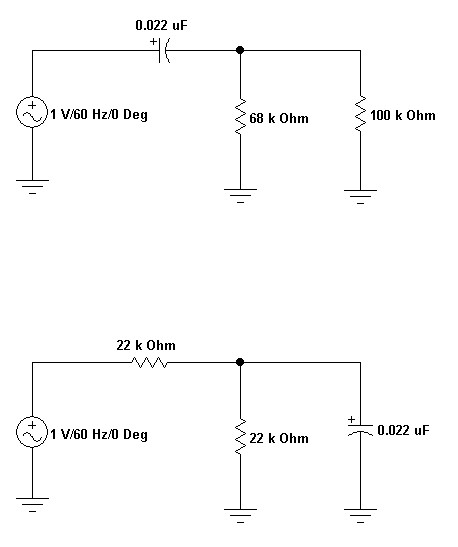 0.022 uF
+
+
1 V/60 Hz/0 Deg
68 k Ohm
100 k Ohm
22 k Ohm
+
1 V/60 Hz/0 Deg
22 k Ohm
+
0.022 uF